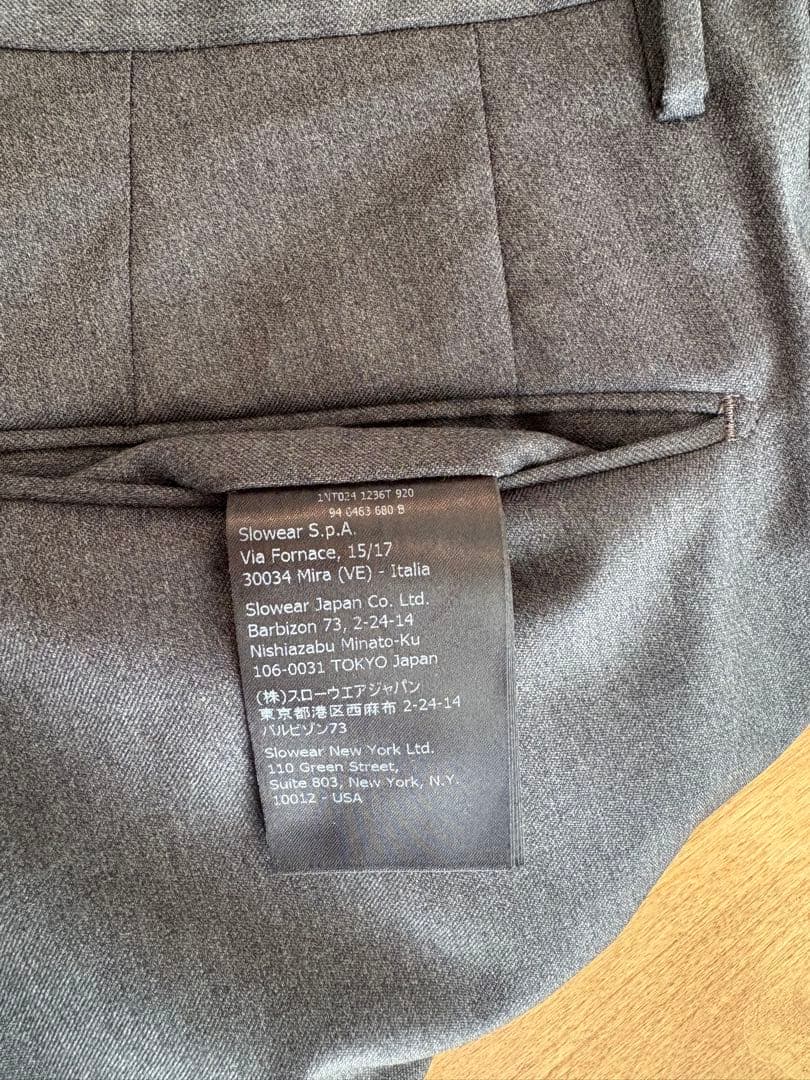 1NT024 1236T 920
94 0463 680 B
Slowear S.p.A.
Via Fornace, 15/17
30034 Mira (VE) - Italia
Slowear Japan Co. Ltd.
Barbizon 73, 2-24-14
Nishiazabu Minato-Ku
106-0031 TOKYO Japan
(株)スローウエアジャパン
東京都港区西麻布 2-24-14
バルビゾン73
Slowear New York Ltd.
110 Green Street,
Suite 803, New York, N.Y.
10012 - USA